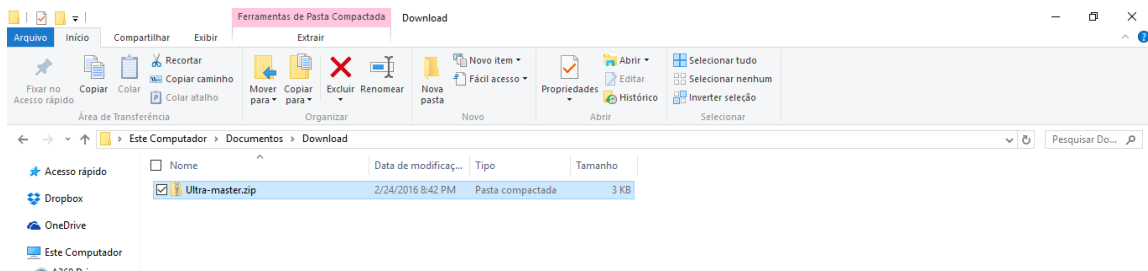 Ferramentas de Pasta Compactada Download
Arquivo Início Compartilhar Exibir Extrair
Fixar no Acesso rápido
Copiar
Colar
Recortar
Copiar caminho
Colar atalho
Área de Transferência
Mover para
Copiar para
Excluir
Renomear
Organizar
Nova pasta
Novo item
Fácil acesso
Novo
Propriedades
Abrir
Editar
Histórico
Abrir
Selecionar tudo
Selecionar nenhum
Inverter seleção
Selecionar
Este Computador > Documentos > Download
Pesquisar Do...
Nome Data de modificaç... Tipo Tamanho
Ultra-master.zip 2/24/2016 8:42 PM Pasta compactada 3 KB
Acesso rápido
Dropbox
OneDrive
Este Computador